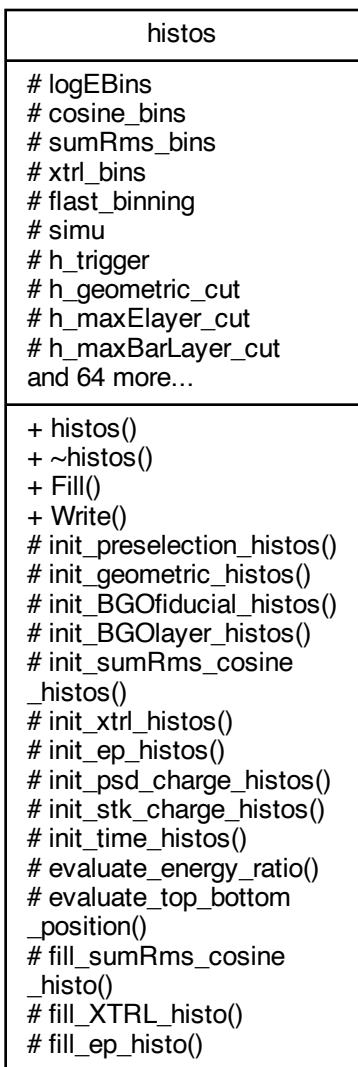 histos
# logEBins
# cosine_bins
# sumRms_bins
# xtrl_bins
# flast_binning
# simu
# h_trigger
# h_geometric_cut
# h_maxElayer_cut
# h_maxBarLayer_cut
and 64 more...
+ histos()
+ ~histos()
+ Fill()
+ Write()
# init_preselection_histos()
# init_geometric_histos()
# init_BGOfiducial_histos()
# init_BGOlayer_histos()
# init_sumRms_cosine
_histos()
# init_xtrl_histos()
# init_ep_histos()
# init_psd_charge_histos()
# init_stk_charge_histos()
# init_time_histos()
# evaluate_energy_ratio()
# evaluate_top_bottom
_position()
# fill_sumRms_cosine
_histo()
# fill_XTRL_histo()
# fill_ep_histo()